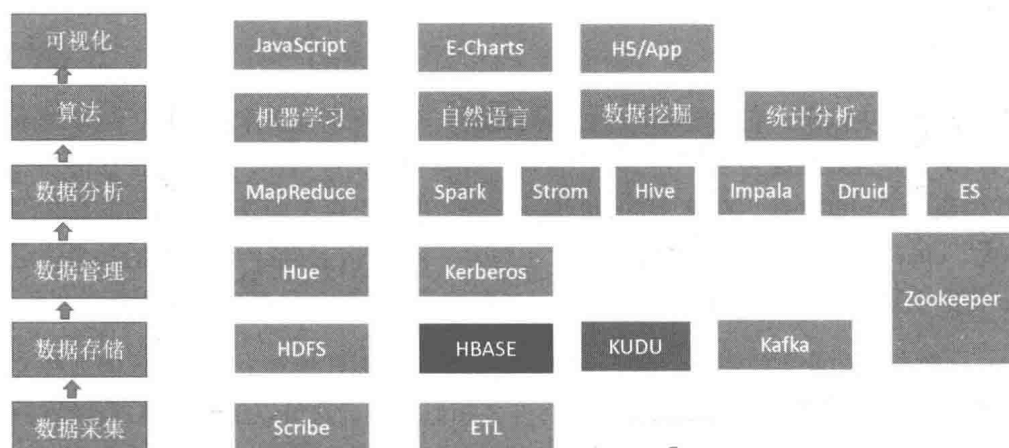 可视化 JavaScript E-Charts H5/App
算法 机器学习 自然语言 数据挖掘 统计分析
数据分析 MapReduce Spark Strom Hive Impala Druid ES
数据管理 Hue Kerberos
Zookeeper
数据存储 HDFS HBASE KUDU Kafka
数据采集 Scribe ETL